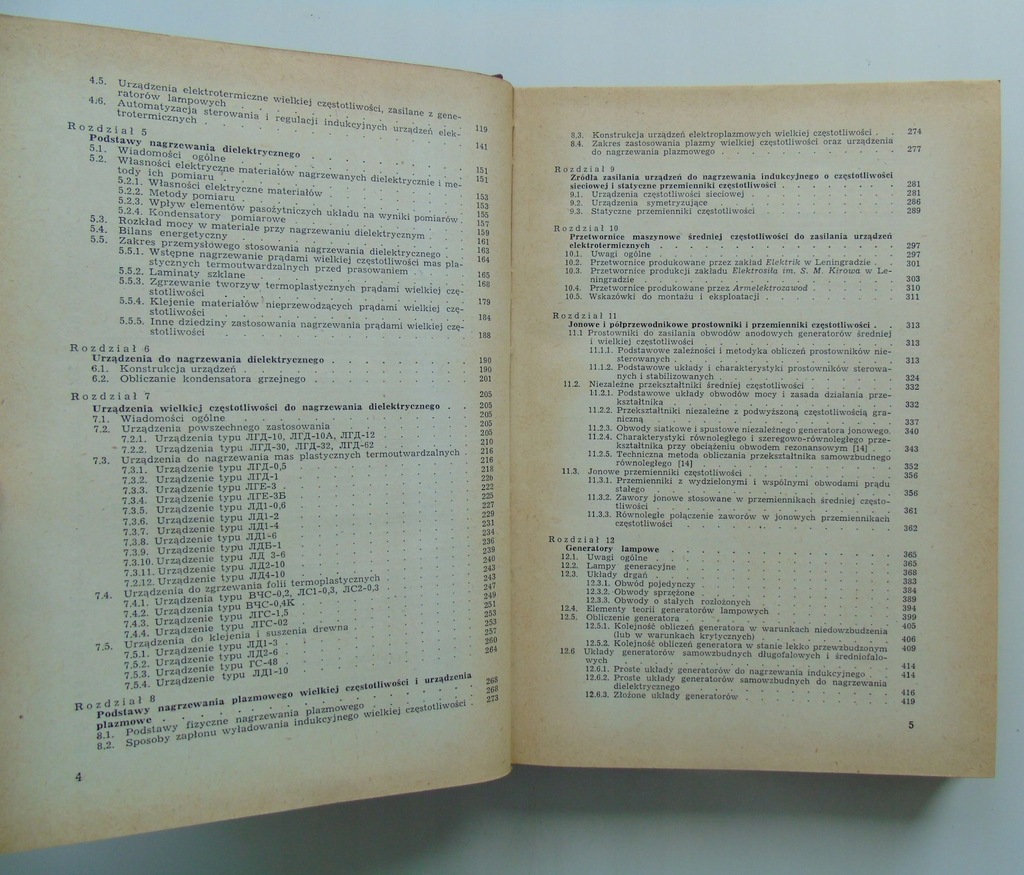 4.5. Urządzenia elektrotermiczne wielkiej częstotliwości, zasilane z gene-
ratorów lampowych . . . 119
4.6. Automatyzacja sterowania i regulacji indukcyjnych urządzeń elek-
trotermicznych . . . 141
Rozdział 5
Podstawy nagrzewania dielektrycznego . . . 151
5.1. Wiadomości ogólne . . . 151
5.2. Własności elektryczne materiałów nagrzewanych dielektrycznie i me-
tody ich pomiaru . . . 153
5.2.1. Własności elektryczne materiałów . . . 153
5.2.2. Metody pomiaru . . . 155
5.2.3. Wpływ elementów pasożytniczych układu na wyniki pomiarów . 157
5.2.4. Kondensatory pomiarowe . . . 159
5.3. Rozkład mocy w materiale przy nagrzewaniu dielektrycznym . . . 161
5.4. Bilans energetyczny . . . 163
5.5. Zakres przemysłowego stosowania nagrzewania dielektrycznego . . . 164
5.5.1. Wstępne nagrzewanie prądami wielkiej częstotliwości mas pla-
stycznych termoutwardzalnych przed prasowaniem . . . 165
5.5.2. Laminaty szklane . . . 168
5.5.3. Zgrzewanie tworzyw termoplastycznych prądami wielkiej czę-
stotliwości . . . 179
5.5.4. Klejenie materiałów nieprzewodzących prądami wielkiej czę-
stotliwości . . . 184
5.5.5. Inne dziedziny zastosowania nagrzewania prądami wielkiej czę-
stotliwości . . . 188
Rozdział 6
Urządzenia do nagrzewania dielektrycznego . . . 190
6.1. Konstrukcja urządzeń . . . 190
6.2. Obliczanie kondensatora grzejnego . . . 201
Rozdział 7 205
Urządzenia wielkiej częstotliwości do nagrzewania dielektrycznego . . 205
7.1. Wiadomości ogólne . . . 205
7.2. Urządzenia powszechnego zastosowania . . . 205
7.2.1. Urządzenia typu ЛГД-10, ЛГД-10А, ЛГД-12 . . . 210
7.2.2. Urządzenia typu ЛГД-30, ЛГД-32, ЛГД-62 . . . 216
7.3. Urządzenia do nagrzewania mas plastycznych termoutwardzalnych . 216
7.3.1. Urządzenie typu ЛГД-0,5 . . . 218
7.3.2. Urządzenie typu ЛГД-1 . . . 220
7.3.3. Urządzenie typu ЛГЕ-3 . . . 222
7.3.4. Urządzenie typu ЛГЕ-3Б . . . 225
7.3.5. Urządzenie typu ЛД1-0,6 . . . 227
7.3.6. Urządzenie typu ЛД1-2 . . . 229
7.3.7. Urządzenie typu ЛД1-4 . . . 231
7.3.8. Urządzenie typu ЛД1-6 . . . 234
7.3.9. Urządzenie typu ЛДБ-1 . . . 236
7.3.10. Urządzenie typu ЛД 3-6 . . . 239
7.3.11. Urządzenie typu ЛД2-10 . . . 240
7.2.12. Urządzenie typu ЛД4-10 . . . 243
7.4. Urządzenia do zgrzewania folii termoplastycznych . . . 243
7.4.1. Urządzenia typu ВЧС-0,2, ЛС1-0,3, ЛС2-0,3 . . . 247
7.4.2. Urządzenia typu ВЧС-0,4К . . . 249
7.4.3. Urządzenie typu ЛГС-1,5 . . . 251
7.4.4. Urządzenie typu ЛГС-02 . . . 253
7.5. Urządzenia do klejenia i suszenia drewna . . . 253
7.5.1. Urządzenie typu ЛД1-3 . . . 257
7.5.2. Urządzenie typu ЛД2-6 . . . 260
7.5.3. Urządzenie typu ГС-48 . . . 264
7.5.4. Urządzenie typu ЛД1-10
Rozdział 8
Podstawy nagrzewania plazmowego wielkiej częstotliwości i urządzenia
plazmowe . . . 268
8.1. Podstawy fizyczne nagrzewania plazmowego . . . 268
8.2. Sposoby zapłonu wyładowania indukcyjnego wielkiej częstotliwości . 273
4
8.3. Konstrukcja urządzeń elektroplazmowych wielkiej częstotliwości . . 274
8.4. Zakres zastosowania plazmy wielkiej częstotliwości oraz urządzenia
do nagrzewania plazmowego . . . 277
Rozdział 9
Źródła zasilania urządzeń do nagrzewania indukcyjnego o częstotliwości
sieciowej i statyczne przemienniki częstotliwości . . . 281
9.1. Urządzenia częstotliwości sieciowej . . . 281
9.2. Urządzenia symetryzujące . . . 286
9.3. Statyczne przemienniki częstotliwości . . . 289
Rozdział 10
Przetwornice maszynowe średniej częstotliwości do zasilania urządzeń
elektrotermicznych . . . 297
10.1. Uwagi ogólne . . . 297
10.2. Przetwornice produkowane przez zakład Elektrik w Leningradzie . . 301
10.3. Przetwornice produkcji zakładu Elektrosiła im. S. M. Kirowa w Le-
ningradzie . . . 303
10.4. Przetwornice produkowane przez Armelektrozawod . . . 310
10.5. Wskazówki do montażu i eksploatacji . . . 311
Rozdział 11
Jonowe i półprzewodnikowe prostowniki i przemienniki częstotliwości . . 313
11.1 Prostowniki do zasilania obwodów anodowych generatorów średniej
i wielkiej częstotliwości . . . 313
11.1.1. Podstawowe zależności i metodyka obliczeń prostowników nie-
sterowanych . . . 313
11.1.2. Podstawowe układy i charakterystyki prostowników sterowa-
nych i stabilizowanych . . . 324
11.2. Niezależne przekształtniki średniej częstotliwości . . . 332
11.2.1. Podstawowe układy obwodów mocy i zasada działania prze-
kształtnika . . . 332
11.2.2. Przekształtniki niezależne z podwyższoną częstotliwością gra-
niczną . . . 337
11.2.3. Obwody siatkowe i spustowe niezależnego generatora jonowego. 340
11.2.4. Charakterystyki równoległego i szeregowo-równoległego prze-
kształtnika przy obciążeniu obwodem rezonansowym [14] . . 343
11.2.5. Techniczna metoda obliczania przekształtnika samowzbudnego
równoległego [14] . . . 352
11.3. Jonowe przemienniki częstotliwości . . . 356
11.3.1. Przemienniki z wydzielonymi i wspólnymi obwodami prądu
stałego . . . 356
11.3.2. Zawory jonowe stosowane w przemiennikach średniej często-
tliwości . . . 361
11.3.3. Równoległe połączenie zaworów w jonowych przemiennikach
częstotliwości . . . 362
Rozdział 12
Generatory lampowe . . . 365
12.1. Uwagi ogólne . . . 365
12.2. Lampy generacyjne . . . 368
12.3. Układy drgań . . . 383
12.3.1. Obwód pojedynczy . . . 384
12.3.2. Obwody sprzężone . . . 389
12.3.3. Obwody o stałych rozłożonych . . . 394
12.4. Elementy teorii generatorów lampowych . . . 399
12.5. Obliczenie generatora . . . 405
12.5.1. Kolejność obliczeń generatora w warunkach niedowzbudzenia
(lub w warunkach krytycznych) . . . 406
12.5.2. Kolejność obliczeń generatora w stanie lekko przewzbudzonym 409
12.6 Układy generatorów samowzbudnych długofalowych i średniofalo-
wych . . . 414
12.6.1. Proste układy generatorów do nagrzewania indukcyjnego . . 414
12.6.2. Proste układy generatorów samowzbudnych do nagrzewania
dielektrycznego . . . 416
12.6.3. Złożone układy generatorów . . . 419
5